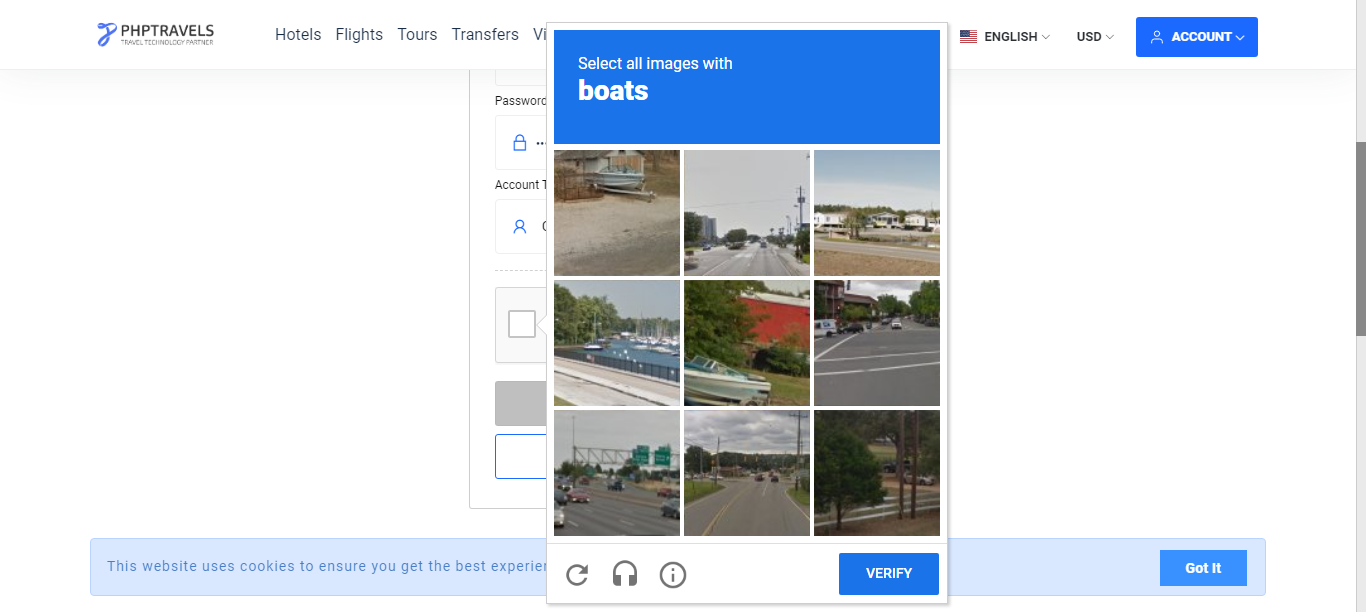 PHPTRAVELS
TRAVEL TECHNOLOGY PARTNER
Hotels Flights Tours Transfers Vi
ENGLISH
USD
ACCOUNT
Select all images with
boats
Password
Account T
VERIFY
This website uses cookies to ensure you get the best experien
Got It